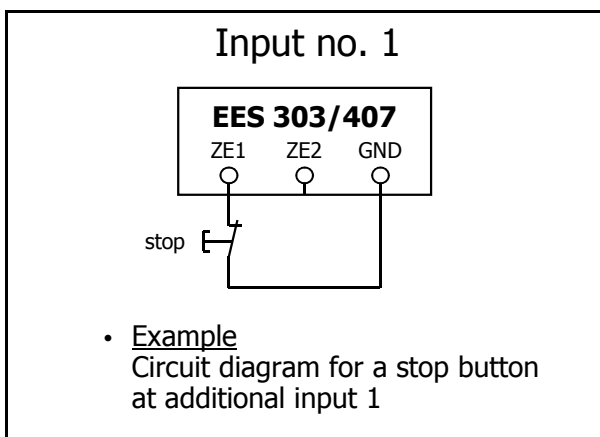 Input no. 1
EES 303/407
ZE1 ZE2 GND
stop
• Example
Circuit diagram for a stop button
at additional input 1